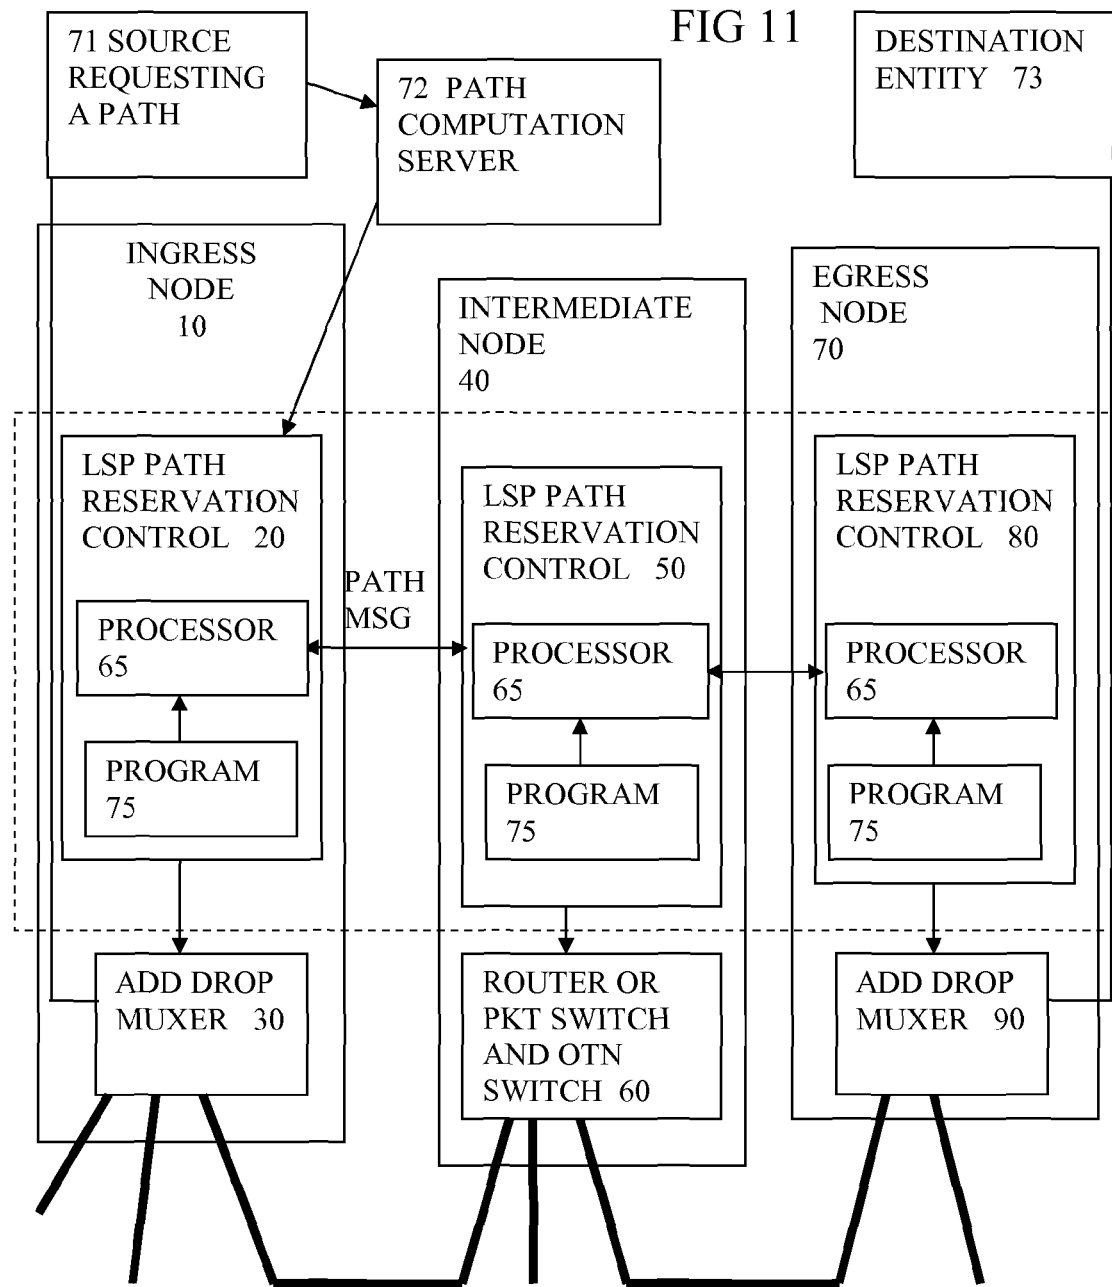 FIG 11
71 SOURCE
REQUESTING
A PATH
72 PATH
COMPUTATION
SERVER
DESTINATION
ENTITY 73
INGRESS
NODE
10
INTERMEDIATE
NODE
40
EGRESS
NODE
70
LSP PATH
RESERVATION
CONTROL 20
PATH
MSG
LSP PATH
RESERVATION
CONTROL 50
LSP PATH
RESERVATION
CONTROL 80
PROCESSOR
65
PROCESSOR
65
PROCESSOR
65
PROGRAM
75
PROGRAM
75
PROGRAM
75
ADD DROP
MUXER 30
ROUTER OR
PKT SWITCH
AND OTN
SWITCH 60
ADD DROP
MUXER 90